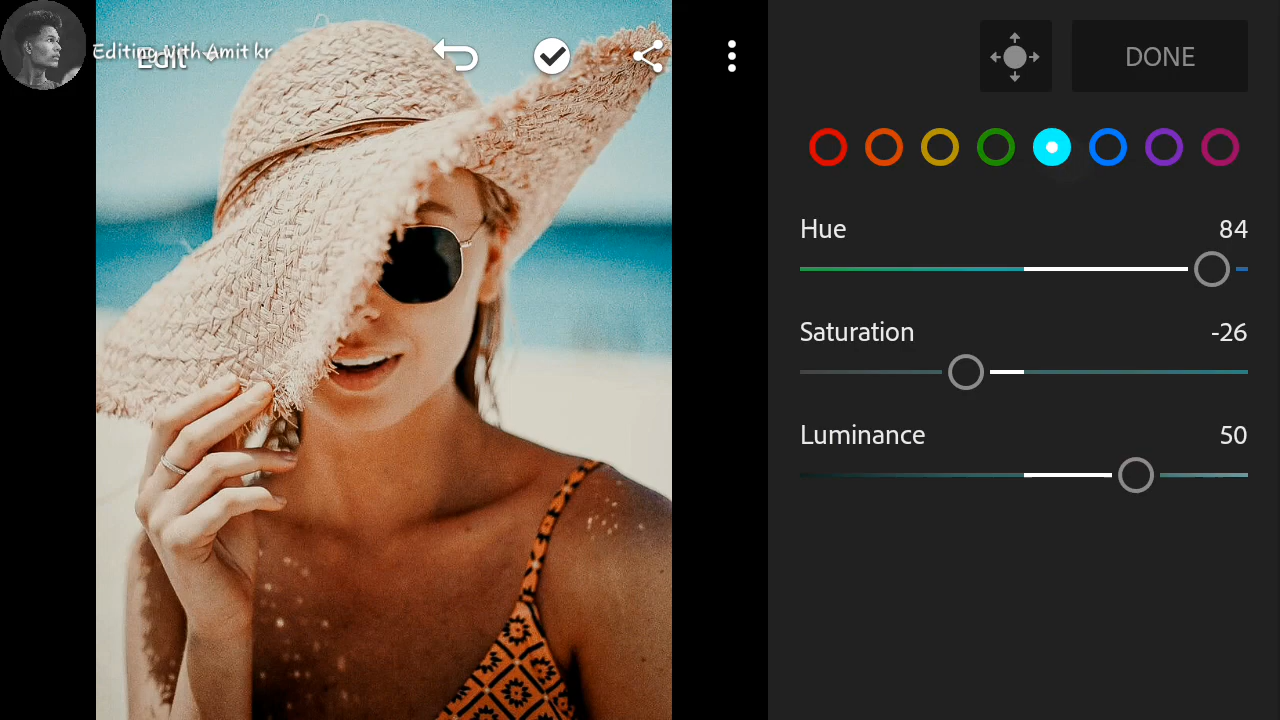 Editing with Amit kr
Edit
DONE
Hue 84
Saturation -26
Luminance 50